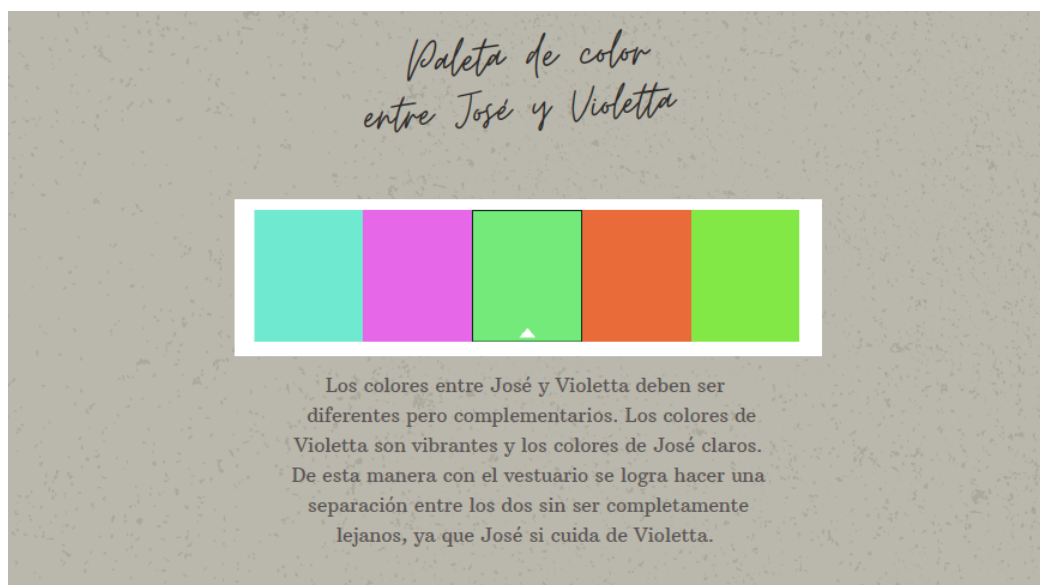 Paleta de color
entre José y Violetta
Los colores entre José y Violetta deben ser
diferentes pero complementarios. Los colores de
Violetta son vibrantes y los colores de José claros.
De esta manera con el vestuario se logra hacer una
separación entre los dos sin ser completamente
lejanos, ya que José si cuida de Violetta.